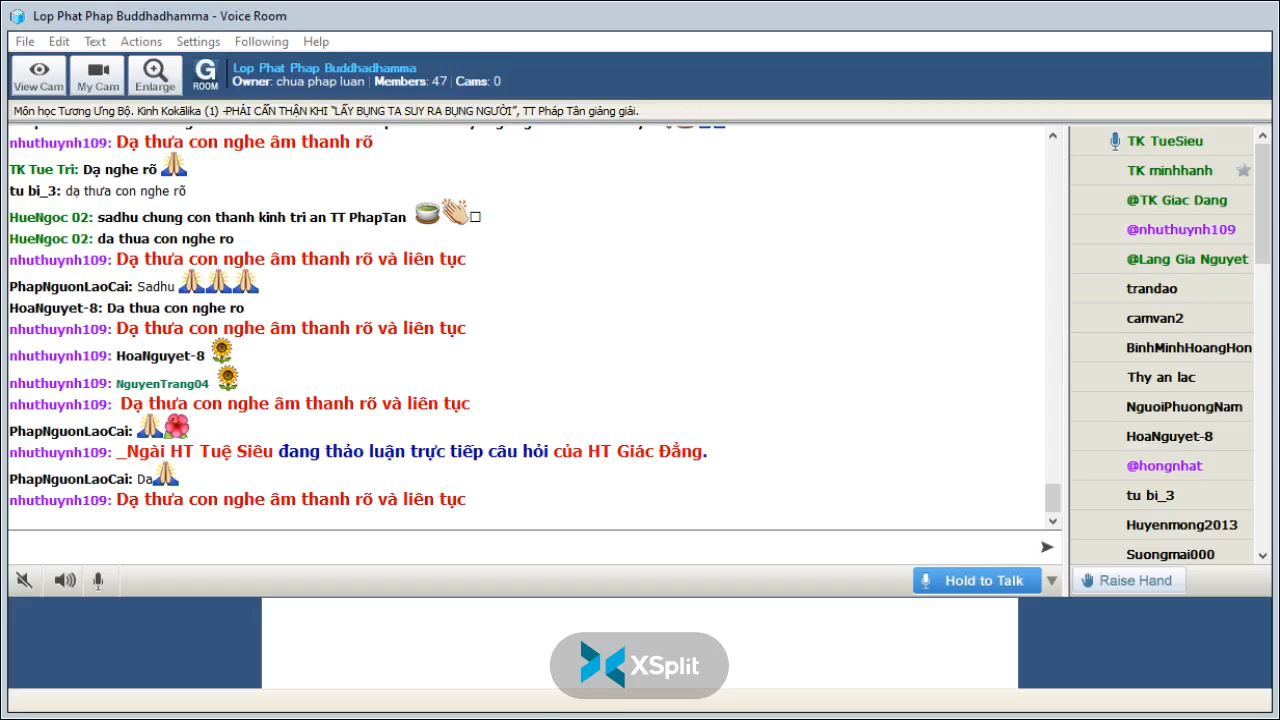 Lop Phat Phap Buddhadhamma - Voice Room
File Edit Text Actions Settings Following Help
View Cam My Cam Enlarge G ROOM
Lop Phat Phap Buddhadhamma
Owner: chua phap luan | Members: 47 | Cams: 0
Môn học Tương Ưng Bộ. Kinh Kokālika (1) -PHẢI CẨN THẬN KHI "LẤY BỤNG TA SUY RA BỤNG NGƯỜI", TT Pháp Tân giảng giải.
nhuthuynh109: Dạ thưa con nghe âm thanh rõ
TK Tue Tri: Dạ nghe rõ
tu bi_3: dạ thưa con nghe rõ
HueNgoc 02: sadhu chung con thanh kinh tri an TT PhapTan
HueNgoc 02: da thua con nghe ro
nhuthuynh109: Dạ thưa con nghe âm thanh rõ và liên tục
PhapNguonLaoCai: Sadhu
HoaNguyet-8: Da thua con nghe ro
nhuthuynh109: Dạ thưa con nghe âm thanh rõ và liên tục
nhuthuynh109: HoaNguyet-8
nhuthuynh109: NguyenTrang04
nhuthuynh109: Dạ thưa con nghe âm thanh rõ và liên tục
PhapNguonLaoCai:
nhuthuynh109: _Ngài HT Tuệ Siêu đang thảo luận trực tiếp câu hỏi của HT Giác Đẳng.
PhapNguonLaoCai: Da
nhuthuynh109: Dạ thưa con nghe âm thanh rõ và liên tục
TK TueSieu
TK minhhanh
@TK Giac Dang
@nhuthuynh109
@Lang Gia Nguyet
trandao
camvan2
BinhMinhHoangHon
Thy an lac
NguoiPhuongNam
HoaNguyet-8
@hongnhat
tu bi_3
Huyenmong2013
Suongmai000
Hold to Talk
Raise Hand
XSplit